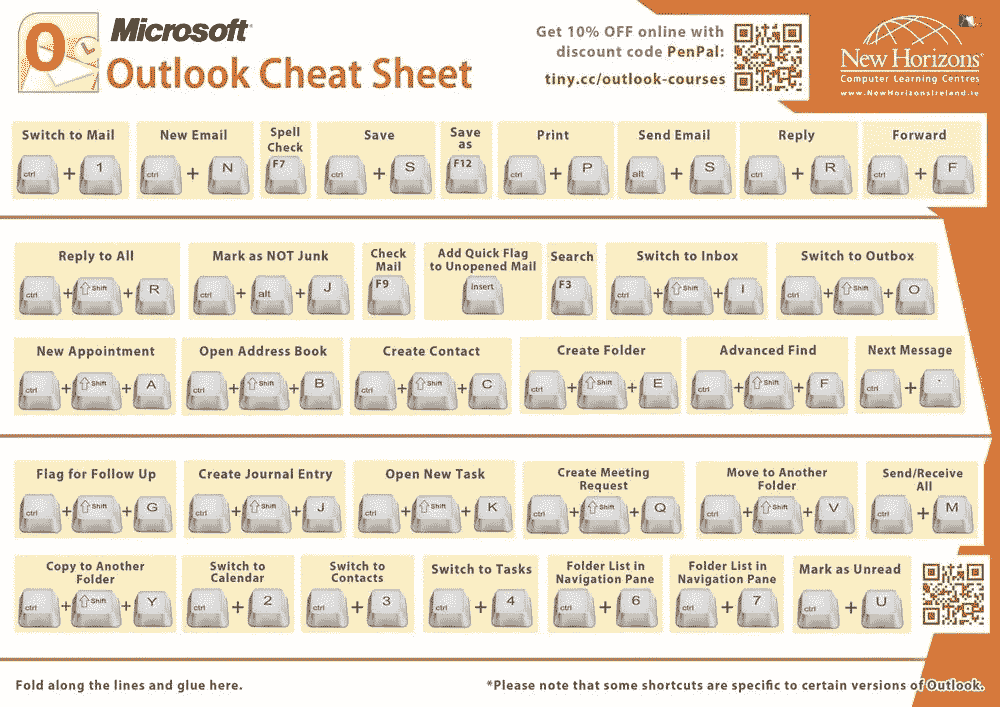 O
Microsoft
Outlook Cheat Sheet
Get 10% OFF online with
discount code PenPal:
tiny.cc/outlook-courses
New Horizons®
Computer Learning Centres
www.NewHorizonsIreland.ie
Switch to Mail
ctrl + 1
New Email
ctrl + N
Spell
Check
F7
Save
ctrl + S
Save
as
F12
Print
ctrl + P
Send Email
alt + S
Reply
ctrl + R
Forward
ctrl + F
Reply to All
ctrl + Shift + R
Mark as NOT Junk
ctrl + alt + J
Check
Mail
F9
Add Quick Flag
to Unopened Mail
insert
Search
F3
Switch to Inbox
ctrl + Shift + I
Switch to Outbox
ctrl + Shift + O
New Appointment
ctrl + Shift + A
Open Address Book
ctrl + Shift + B
Create Contact
ctrl + Shift + C
Create Folder
ctrl + Shift + E
Advanced Find
ctrl + Shift + F
Next Message
ctrl +
Flag for Follow Up
ctrl + Shift + G
Create Journal Entry
ctrl + Shift + J
Open New Task
ctrl + Shift + K
Create Meeting
Request
ctrl + Shift + Q
Move to Another
Folder
ctrl + Shift + V
Send/Receive
All
ctrl + M
Copy to Another
Folder
ctrl + Shift + Y
Switch to
Calendar
ctrl + 2
Switch to
Contacts
ctrl + 3
Switch to Tasks
ctrl + 4
Folder List in
Navigation Pane
ctrl + 6
Folder List in
Navigation Pane
ctrl + 7
Mark as Unread
ctrl + U
Fold along the lines and glue here.
*Please note that some shortcuts are specific to certain versions of Outlook.